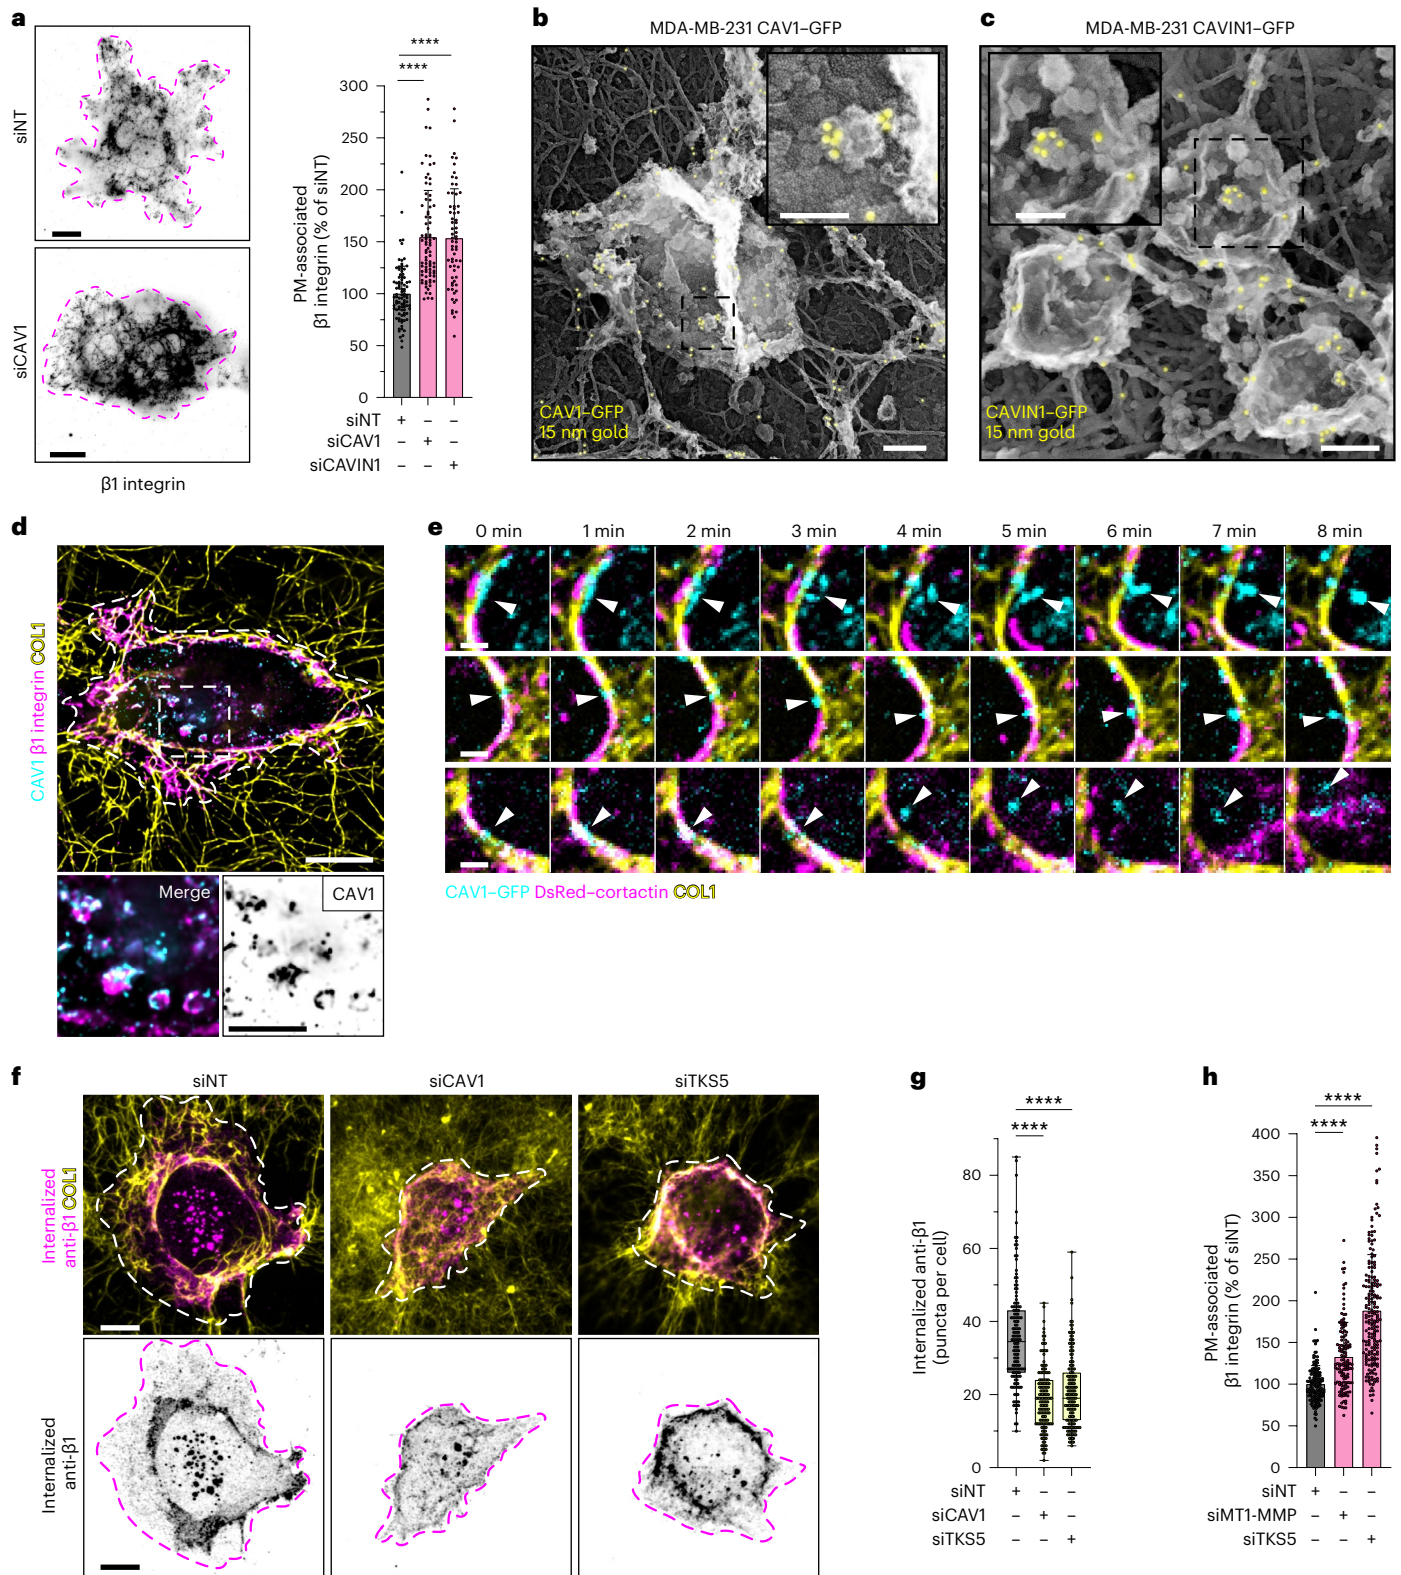 a
siNT
siCAV1
β1 integrin
PM-associated
β1 integrin (% of siNT)
****
****
300
250
200
150
100
50
0
siNT + – –
siCAV1 – + –
siCAVIN1 – – +
b
MDA-MB-231 CAV1–GFP
CAV1–GFP
15 nm gold
c
MDA-MB-231 CAVIN1–GFP
CAVIN1–GFP
15 nm gold
d
CAV1 β1 integrin COL1
Merge
CAV1
e
0 min 1 min 2 min 3 min 4 min 5 min 6 min 7 min 8 min
CAV1–GFP DsRed–cortactin COL1
f
siNT siCAV1 siTKS5
Internalized
anti-β1 COL1
Internalized
anti-β1
g
Internalized anti-β1
(puncta per cell)
****
****
80
60
40
20
0
siNT + – –
siCAV1 – + –
siTKS5 – – +
h
PM-associated
β1 integrin (% of siNT)
****
****
400
350
300
250
200
150
100
50
0
siNT + – –
siMT1-MMP – + –
siTKS5 – – +